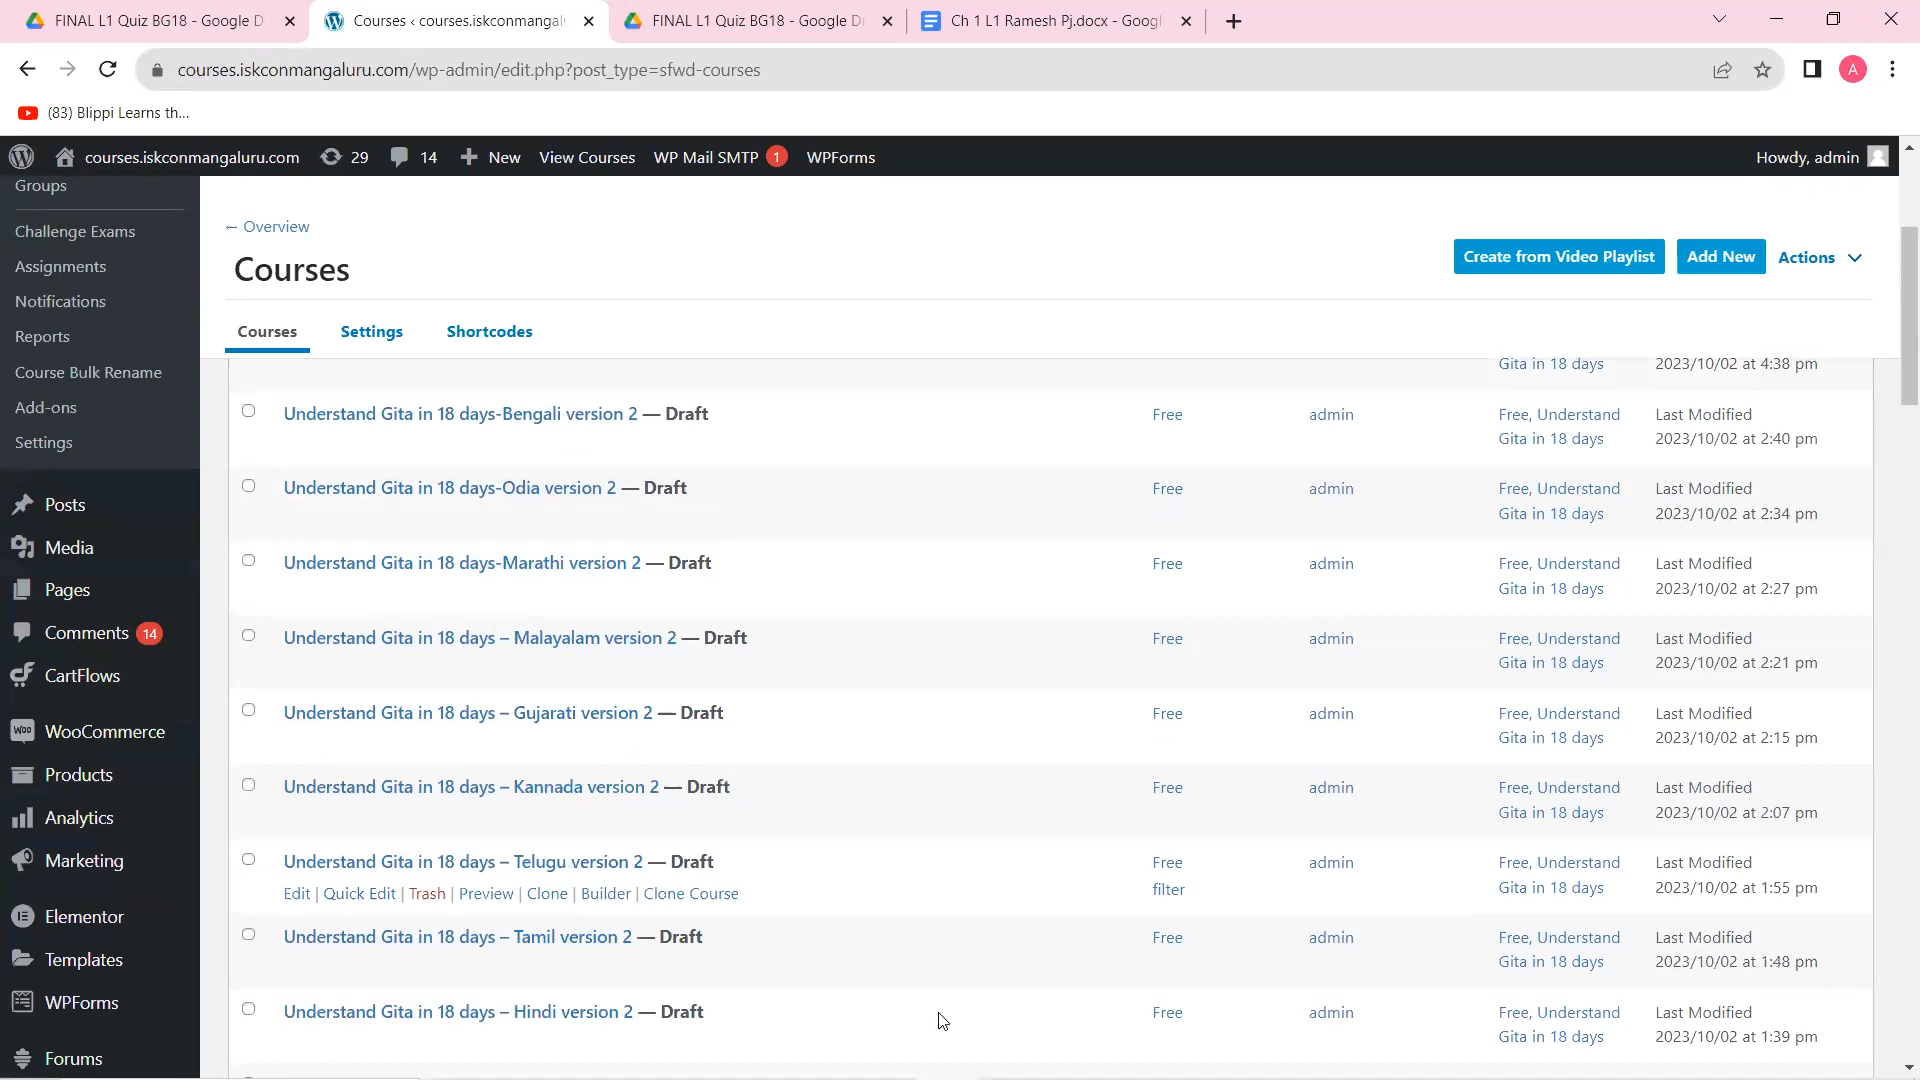 FINAL L1 Quiz BG18 - Google D
Courses ‹ courses.iskconmangal
FINAL L1 Quiz BG18 - Google Dr
Ch 1 L1 Ramesh Pj.docx - Googl
courses.iskconmangaluru.com/wp-admin/edit.php?post_type=sfwd-courses
A
(83) Blippi Learns th...
courses.iskconmangaluru.com 29 14 New View Courses WP Mail SMTP 1 WPForms Howdy, admin
Groups
Challenge Exams
Assignments
Notifications
Reports
Course Bulk Rename
Add-ons
Settings
Posts
Media
Pages
Comments 14
CartFlows
WooCommerce
Products
Analytics
Marketing
Elementor
Templates
WPForms
Forums
← Overview
Courses
Create from Video Playlist Add New Actions
Courses Settings Shortcodes
Gita in 18 days 2023/10/02 at 4:38 pm
Understand Gita in 18 days-Bengali version 2 — Draft Free admin Free, Understand Last Modified
Gita in 18 days 2023/10/02 at 2:40 pm
Understand Gita in 18 days-Odia version 2 — Draft Free admin Free, Understand Last Modified
Gita in 18 days 2023/10/02 at 2:34 pm
Understand Gita in 18 days-Marathi version 2 — Draft Free admin Free, Understand Last Modified
Gita in 18 days 2023/10/02 at 2:27 pm
Understand Gita in 18 days – Malayalam version 2 — Draft Free admin Free, Understand Last Modified
Gita in 18 days 2023/10/02 at 2:21 pm
Understand Gita in 18 days – Gujarati version 2 — Draft Free admin Free, Understand Last Modified
Gita in 18 days 2023/10/02 at 2:15 pm
Understand Gita in 18 days – Kannada version 2 — Draft Free admin Free, Understand Last Modified
Gita in 18 days 2023/10/02 at 2:07 pm
Understand Gita in 18 days – Telugu version 2 — Draft Free admin Free, Understand Last Modified
Edit | Quick Edit | Trash | Preview | Clone | Builder | Clone Course filter Gita in 18 days 2023/10/02 at 1:55 pm
Understand Gita in 18 days – Tamil version 2 — Draft Free admin Free, Understand Last Modified
Gita in 18 days 2023/10/02 at 1:48 pm
Understand Gita in 18 days – Hindi version 2 — Draft Free admin Free, Understand Last Modified
Gita in 18 days 2023/10/02 at 1:39 pm